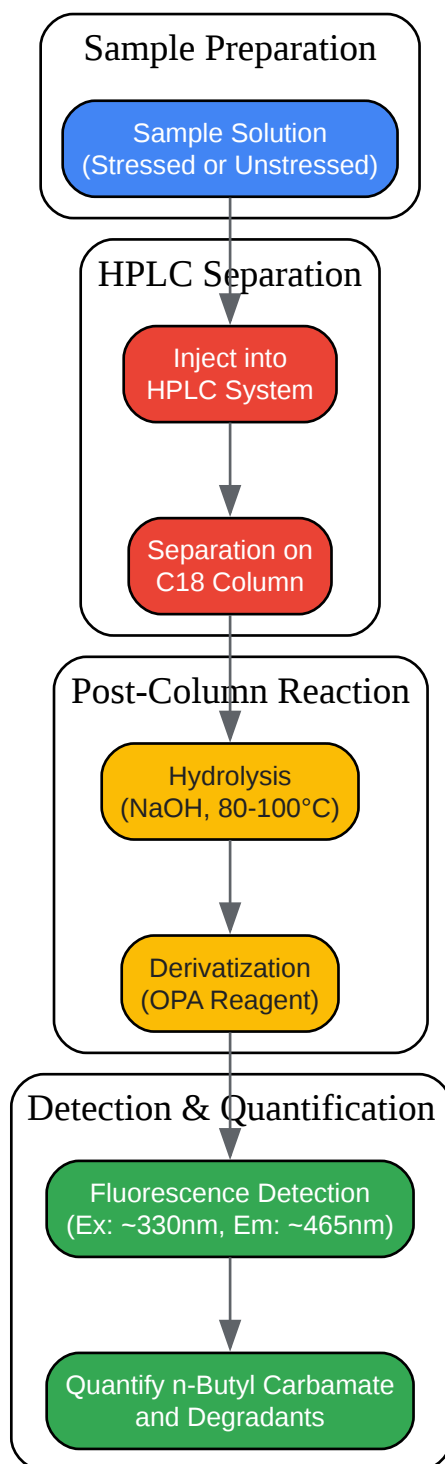 Sample Preparation
Sample Solution
(Stressed or Unstressed)
HPLC Separation
Inject into
HPLC System
Separation on
C18 Column
Post-Column Reaction
Hydrolysis
(NaOH, 80-100°C)
Derivatization
(OPA Reagent)
Detection & Quantification
Fluorescence Detection
(Ex: ~330nm, Em: ~465nm)
Quantify n-Butyl Carbamate
and Degradants